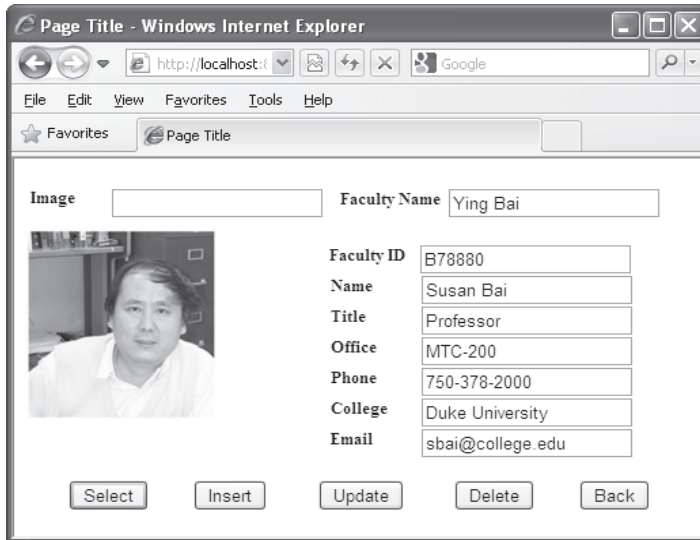 Page Title - Windows Internet Explorer
http://localhost:8
Google
File Edit View Favorites Tools Help
Favorites Page Title
Image Faculty Name Ying Bai
Faculty ID B78880
Name Susan Bai
Title Professor
Office MTC-200
Phone 750-378-2000
College Duke University
Email sbai@college.edu
Select Insert Update Delete Back